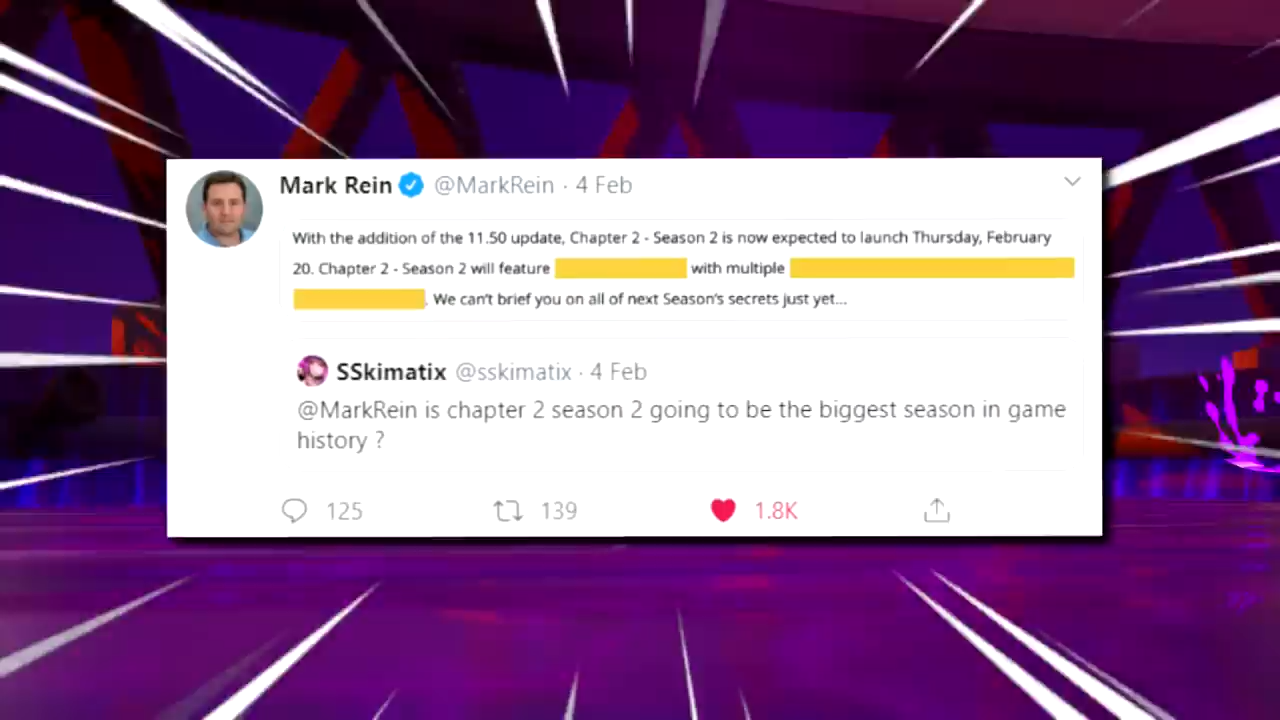 Mark Rein @MarkRein · 4 Feb
With the addition of the 11.50 update, Chapter 2 - Season 2 is now expected to launch Thursday, February
20. Chapter 2 - Season 2 will feature with multiple
. We can't brief you on all of next Season's secrets just yet...
SSkimatix @sskimatix · 4 Feb
@MarkRein is chapter 2 season 2 going to be the biggest season in game
history ?
125 139 1.8K